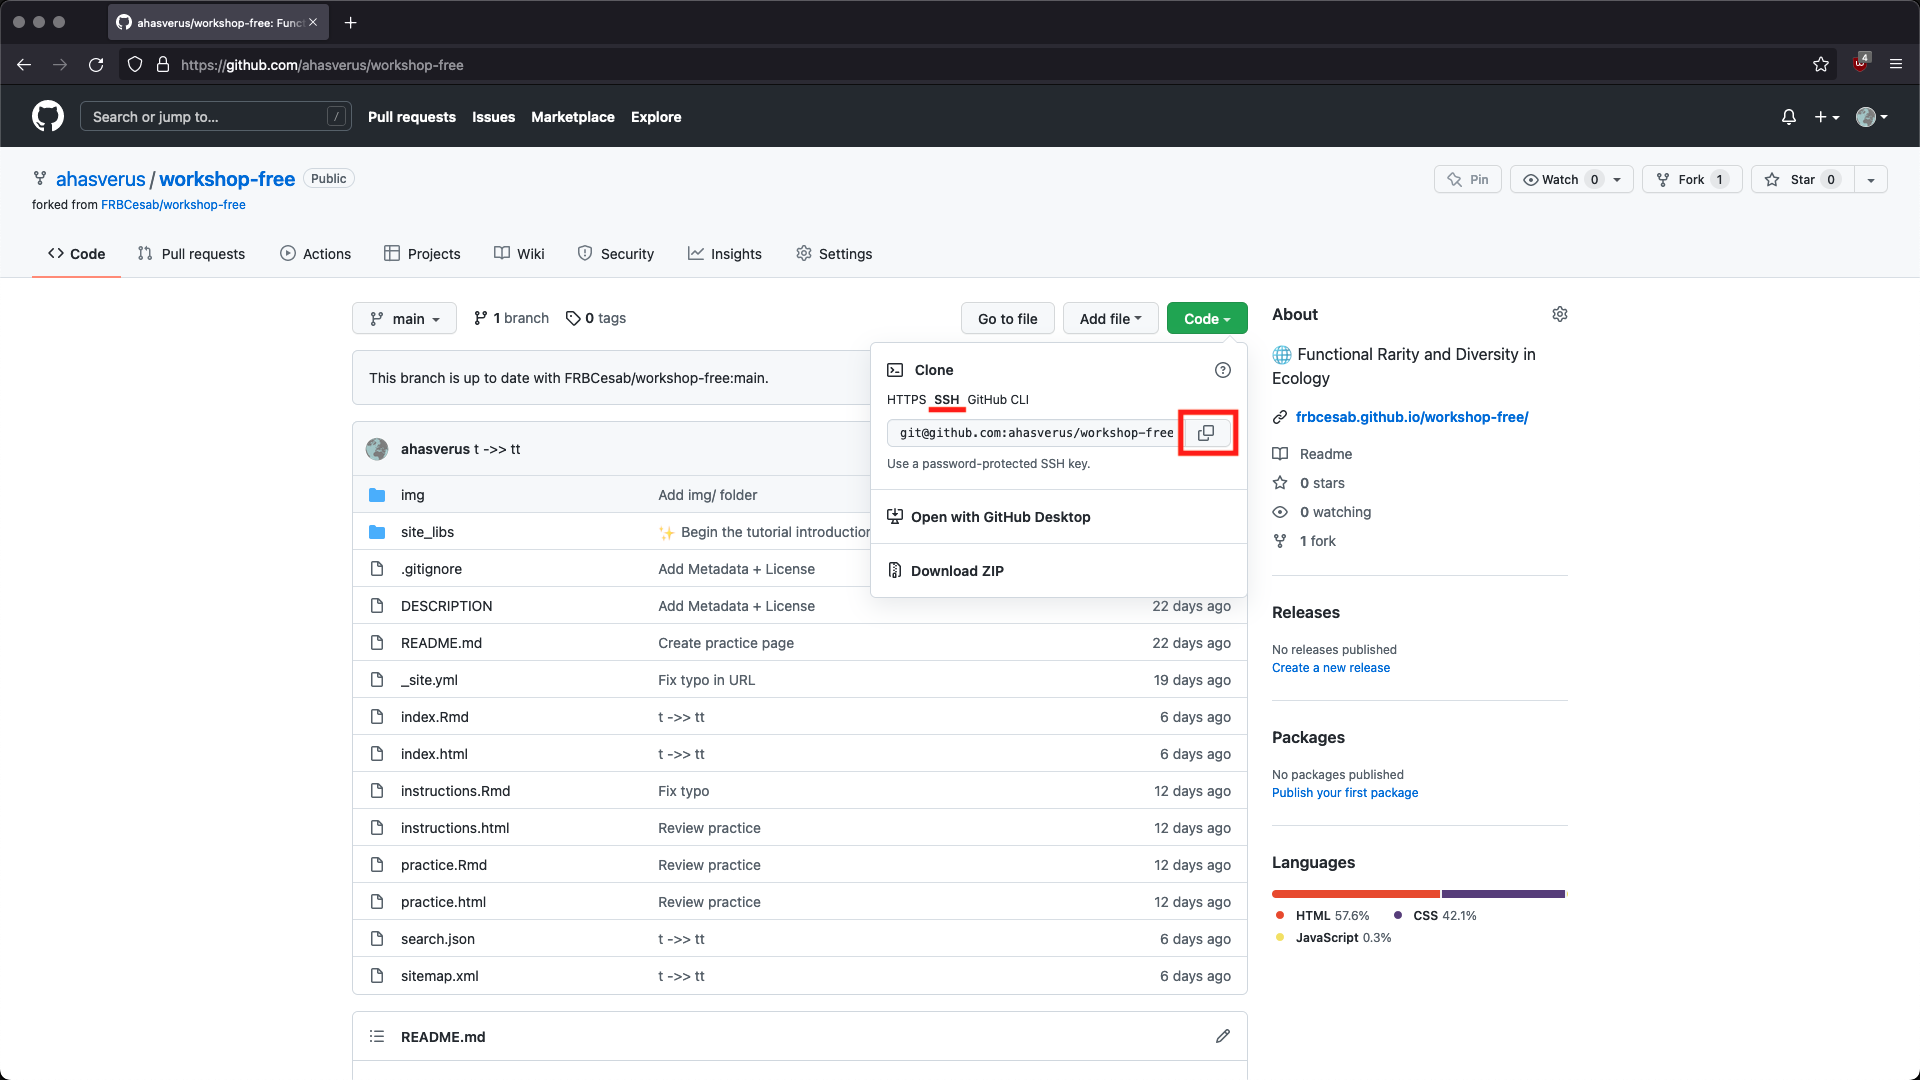 ahasverus/workshop-free: Func
https://github.com/ahasverus/workshop-free
4
Search or jump to... /
Pull requests Issues Marketplace Explore
ahasverus / workshop-free Public
forked from FRBCesab/workshop-free
Pin
Watch 0
Fork 1
Star 0
Code Pull requests Actions Projects Wiki Security Insights Settings
main 1 branch 0 tags
Go to file Add file Code
This branch is up to date with FRBCesab/workshop-free:main.
Clone
HTTPS SSH GitHub CLI
git@github.com:ahasverus/workshop-free
Use a password-protected SSH key.
Open with GitHub Desktop
Download ZIP
ahasverus t ->> tt
img Add img/ folder
site_libs ✨ Begin the tutorial introduction
.gitignore Add Metadata + License
DESCRIPTION Add Metadata + License 22 days ago
README.md Create practice page 22 days ago
_site.yml Fix typo in URL 19 days ago
index.Rmd t ->> tt 6 days ago
index.html t ->> tt 6 days ago
instructions.Rmd Fix typo 12 days ago
instructions.html Review practice 12 days ago
practice.Rmd Review practice 12 days ago
practice.html Review practice 12 days ago
search.json t ->> tt 6 days ago
sitemap.xml t ->> tt 6 days ago
README.md
About
🌐 Functional Rarity and Diversity in
Ecology
frbcesab.github.io/workshop-free/
Readme
0 stars
0 watching
1 fork
Releases
No releases published
Create a new release
Packages
No packages published
Publish your first package
Languages
HTML 57.6% CSS 42.1%
JavaScript 0.3%